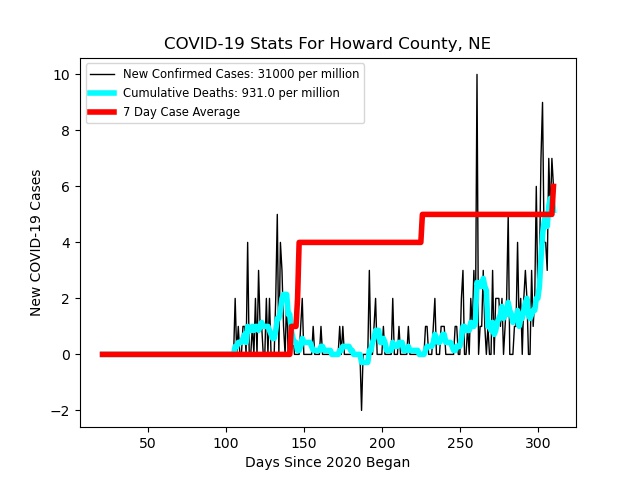 COVID-19 Stats For Howard County, NE
New Confirmed Cases: 31000 per million
Cumulative Deaths: 931.0 per million
7 Day Case Average
New COVID-19 Cases
10
8
6
4
2
0
−2
50 100 150 200 250 300
Days Since 2020 Began